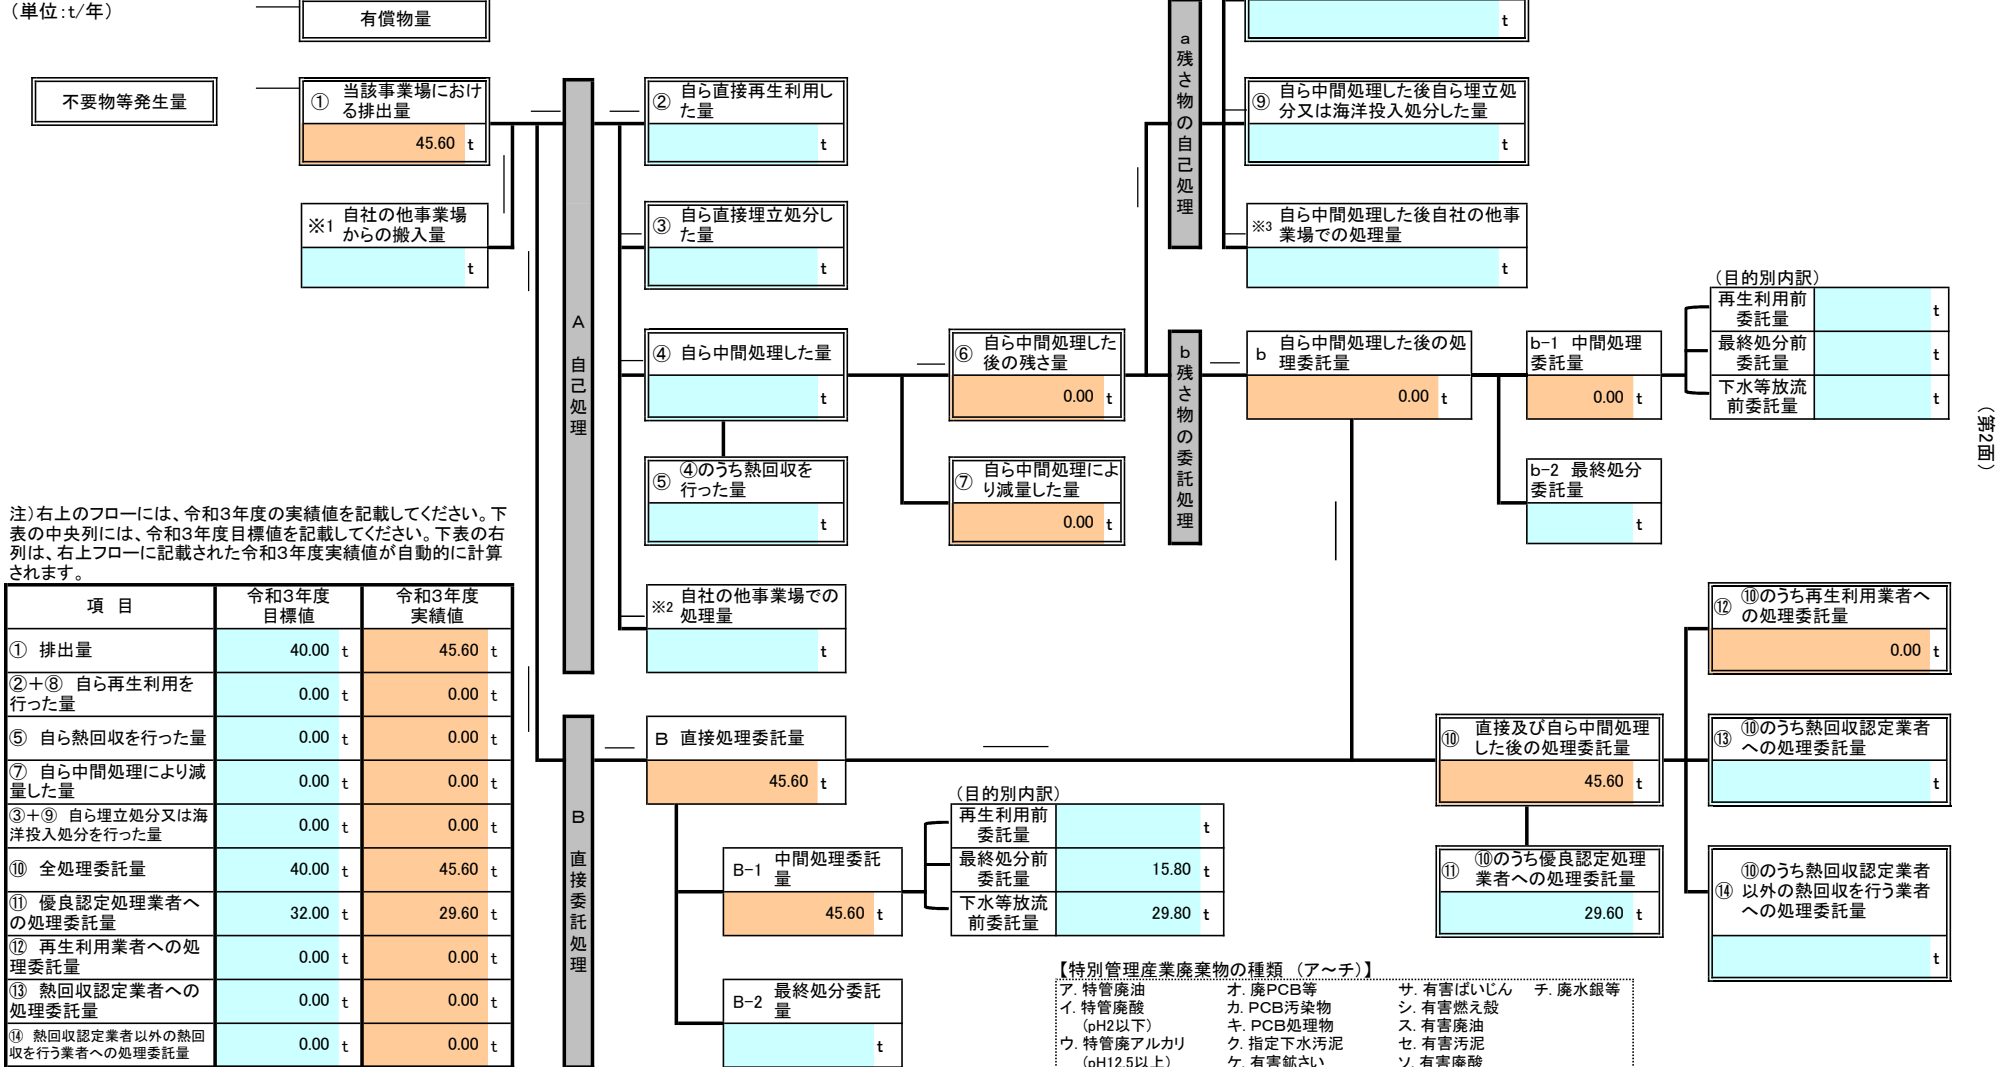 （単位：t/年）
有償物量
不要物等発生量
① 当該事業場におけ
る排出量
45.60 t
※1 自社の他事業場
からの搬入量
t
A 自己処理
② 自ら直接再生利用し
た量
t
③ 自ら直接埋立処分し
た量
t
④ 自ら中間処理した量
t
⑤ ④のうち熱回収を
行った量
t
※2 自社の他事業場での
処理量
t
⑥ 自ら中間処理した
後の残さ量
0.00 t
⑦ 自ら中間処理によ
り減量した量
0.00 t
a 残さ物の自己処理
t
⑨ 自ら中間処理した後自ら埋立処
分又は海洋投入処分した量
t
※3 自ら中間処理した後自社の他事
業場での処理量
t
b 残さ物の委託処理
b 自ら中間処理した後の処
理委託量
0.00 t
b-1 中間処理
委託量
0.00 t
b-2 最終処分
委託量
t
（目的別内訳）
再生利用前
委託量
t
最終処分前
委託量
t
下水等放流
前委託量
t
（第2面）
注）右上のフローには、令和3年度の実績値を記載してください。下
表の中央列には、令和3年度目標値を記載してください。下表の右
列は、右上フローに記載された令和3年度実績値が自動的に計算
されます。
項 目
令和3年度
目標値
令和3年度
実績値
① 排出量 40.00 t 45.60 t
②＋⑧ 自ら再生利用を
行った量 0.00 t 0.00 t
⑤ 自ら熱回収を行った量 0.00 t 0.00 t
⑦ 自ら中間処理により減
量した量 0.00 t 0.00 t
③＋⑨ 自ら埋立処分又は海
洋投入処分を行った量 0.00 t 0.00 t
⑩ 全処理委託量 40.00 t 45.60 t
⑪ 優良認定処理業者へ
の処理委託量 32.00 t 29.60 t
⑫ 再生利用業者への処
理委託量 0.00 t 0.00 t
⑬ 熱回収認定業者への
処理委託量 0.00 t 0.00 t
⑭ 熱回収認定業者以外の熱回
収を行う業者への処理委託量 0.00 t 0.00 t
B 直接委託処理
B 直接処理委託量
45.60 t
B-1 中間処理委託
量
45.60 t
B-2 最終処分委託
量
t
（目的別内訳）
再生利用前
委託量
t
最終処分前
委託量
15.80 t
下水等放流
前委託量
29.80 t
⑩ 直接及び自ら中間処理
した後の処理委託量
45.60 t
⑪ ⑩のうち優良認定処理
業者への処理委託量
29.60 t
⑫ ⑩のうち再生利用業者へ
の処理委託量
0.00 t
⑬ ⑩のうち熱回収認定業者
への処理委託量
t
⑭ ⑩のうち熱回収認定業者
以外の熱回収を行う業者
への処理委託量
t
【特別管理産業廃棄物の種類 （ア～チ）】
ア. 特管廃油 オ. 廃PCB等 サ. 有害ばいじん チ. 廃水銀等
イ. 特管廃酸 カ. PCB汚染物 シ. 有害燃え殻
（pH2以下） キ. PCB処理物 ス. 有害廃油
ウ. 特管廃アルカリ ク. 指定下水汚泥 セ. 有害汚泥
（pH12.5以上） ケ. 有害鉱さい ソ. 有害廃酸